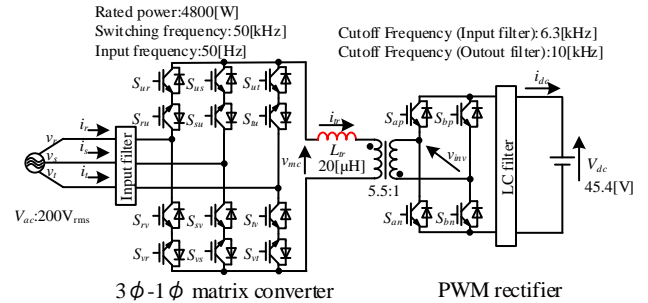 Rated power:4800[W]
Switching frequency:50[kHz]
Input frequency:50[Hz]
Cutoff Frequency (Input filter):6.3[kHz]
Cutoff Frequency (Outout filter):10[kHz]
Sur
Sus
Sut
Sru
Ssu
Stu
ir
is
it
vr
vs
vt
Input filter
Vac:200Vrms
Srv
Ssv
Stv
Svr
Svs
Svt
vmc
itr
Ltr
20[μH]
5.5:1
Sap
Sbp
vinv
San
Sbn
LC filter
idc
Vdc
45.4[V]
3ϕ-1ϕ matrix converter
PWM rectifier